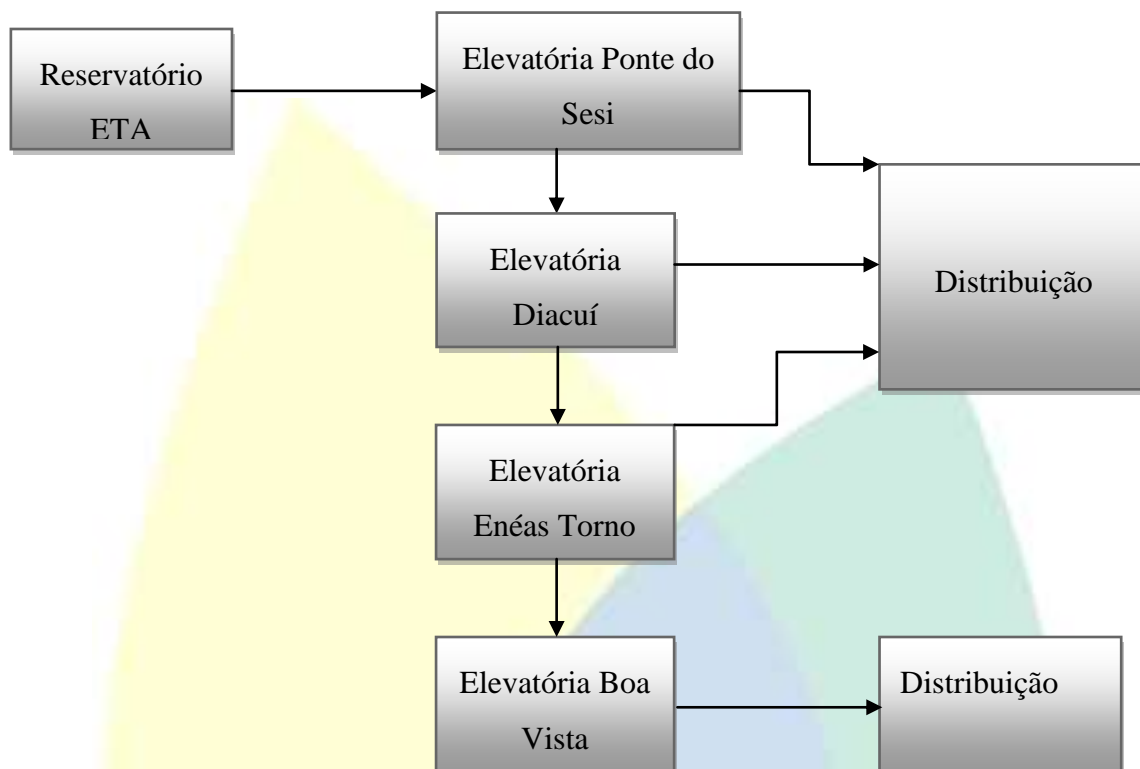 Reservatório
ETA
Elevatória Ponte do
Sesi
Elevatória
Diacuí
Distribuição
Elevatória
Enéas Torno
Elevatória Boa
Vista
Distribuição